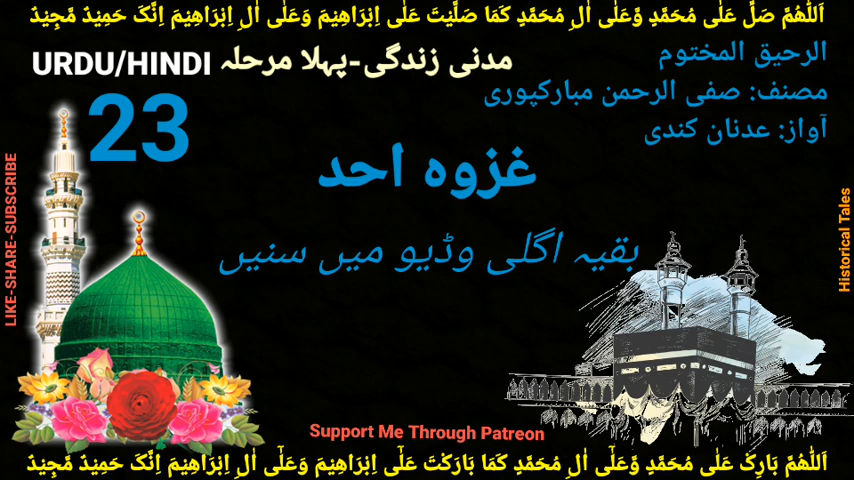 اَللّٰهُمَّ صَلِّ عَلٰی مُحَمَّدٍ وَّعَلٰٓی اٰلِ مُحَمَّدٍ کَمَا صَلَّیْتَ عَلٰٓی اِبْرَاهِیْمَ وَعَلٰٓی اٰلِ اِبْرَاهِیْمَ اِنَّکَ حَمِیْدٌ مَّجِیْدٌ
الرحیق المختوم
مدنی زندگی-پہلا مرحلہ URDU/HINDI
مصنف: صفی الرحمن مبارکپوری
23
آواز: عدنان کندی
غزوہ احد
LIKE-SHARE-SUBSCRIBE
Historical Tales
بقیہ اگلی وڈیو میں سنیں
Support Me Through Patreon
اَللّٰهُمَّ بَارِکْ عَلٰی مُحَمَّدٍ وَّعَلٰٓی اٰلِ مُحَمَّدٍ کَمَا بَارَکْتَ عَلٰٓی اِبْرَاهِیْمَ وَعَلٰٓی اٰلِ اِبْرَاهِیْمَ اِنَّکَ حَمِیْدٌ مَّجِیْدٌ